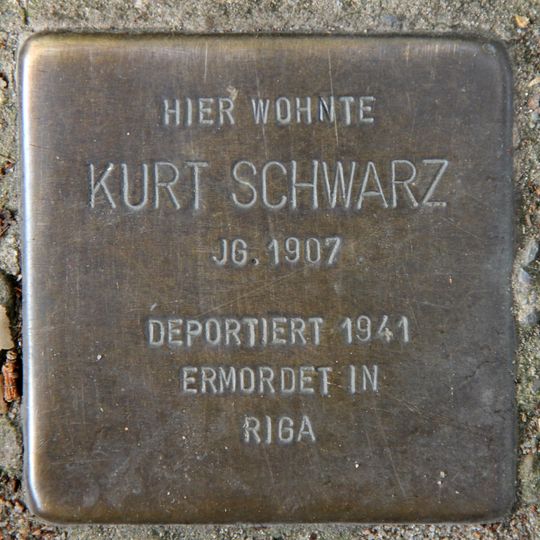 HIER WOHNTE
KURT SCHWARZ
JG. 1907
DEPORTIERT 1941
ERMORDET IN
RIGA